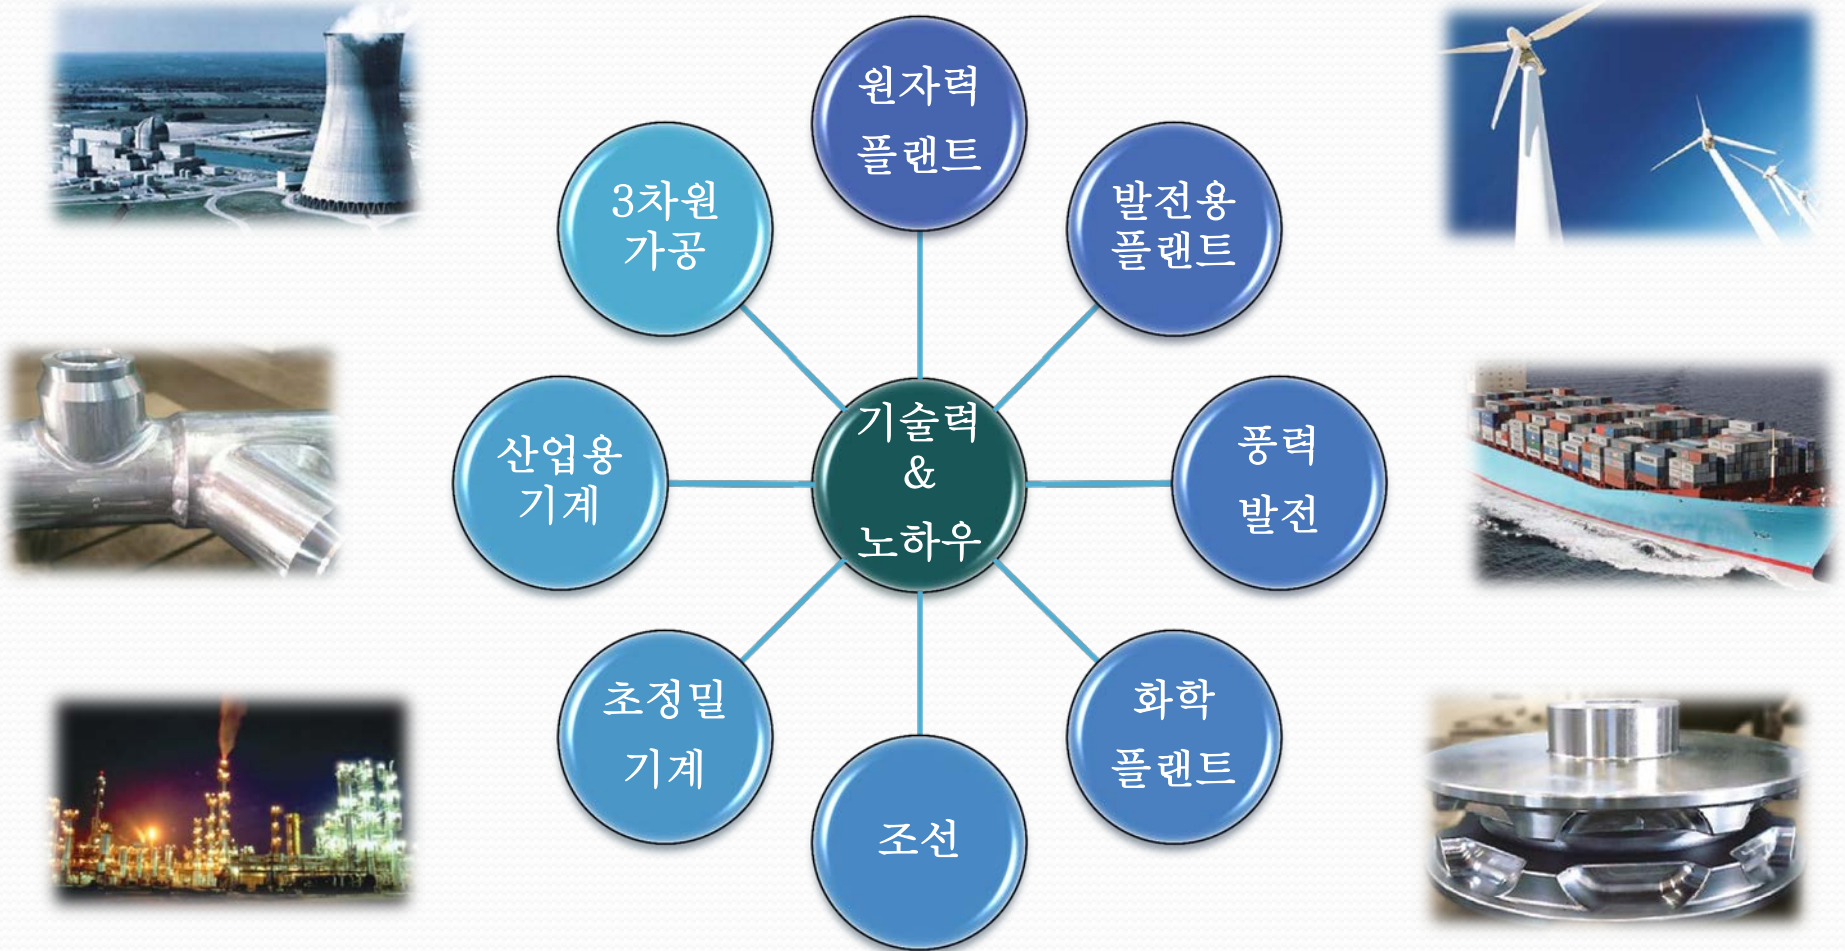 원자력
플랜트
발전용
플랜트
풍력
발전
화학
플랜트
조선
초정밀
기계
산업용
기계
3차원
가공
기술력
&
노하우